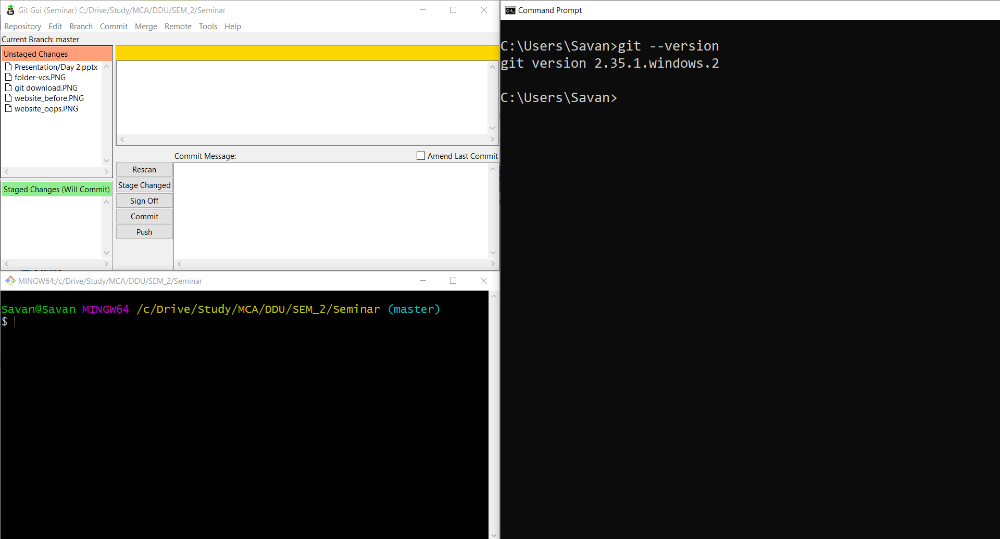 Git Gui (Seminar) C:/Drive/Study/MCA/DDU/SEM_2/Seminar
Repository Edit Branch Commit Merge Remote Tools Help
Current Branch: master
Unstaged Changes
Presentation/Day 2.pptx
folder-vcs.PNG
git download.PNG
website_before.PNG
website_oops.PNG
Staged Changes (Will Commit)
Commit Message:
Amend Last Commit
Rescan
Stage Changed
Sign Off
Commit
Push
MINGW64:/c/Drive/Study/MCA/DDU/SEM_2/Seminar
Savan@Savan MINGW64 /c/Drive/Study/MCA/DDU/SEM_2/Seminar (master)
$
Command Prompt
C:\Users\Savan>git --version
git version 2.35.1.windows.2
C:\Users\Savan>